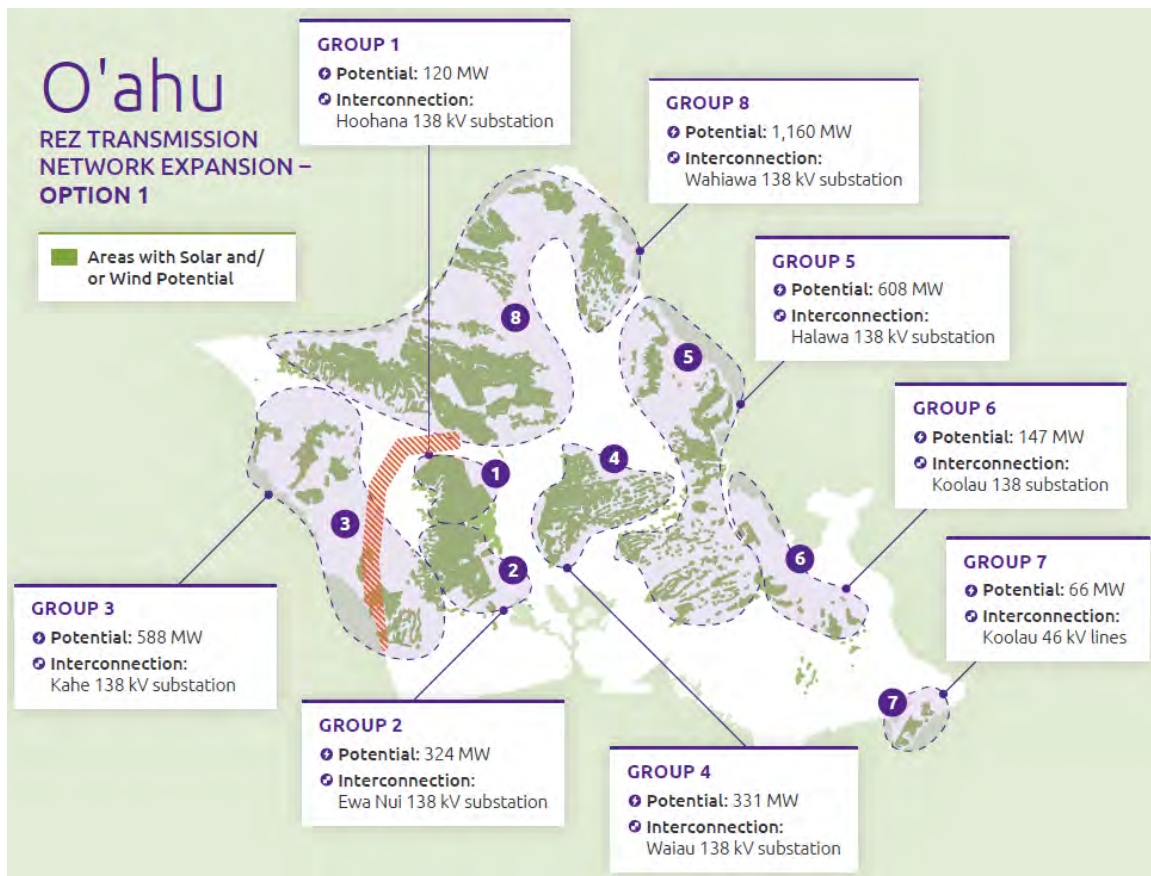 O'ahu
REZ TRANSMISSION
NETWORK EXPANSION –
OPTION 1
Areas with Solar and/
or Wind Potential
GROUP 1
Potential: 120 MW
Interconnection:
Hoohana 138 kV substation
GROUP 8
Potential: 1,160 MW
Interconnection:
Wahiawa 138 kV substation
GROUP 5
Potential: 608 MW
Interconnection:
Halawa 138 kV substation
GROUP 6
Potential: 147 MW
Interconnection:
Koolau 138 substation
GROUP 7
Potential: 66 MW
Interconnection:
Koolau 46 kV lines
GROUP 3
Potential: 588 MW
Interconnection:
Kahe 138 kV substation
GROUP 2
Potential: 324 MW
Interconnection:
Ewa Nui 138 kV substation
GROUP 4
Potential: 331 MW
Interconnection:
Waiau 138 kV substation
8
5
4
1
3
2
6
7